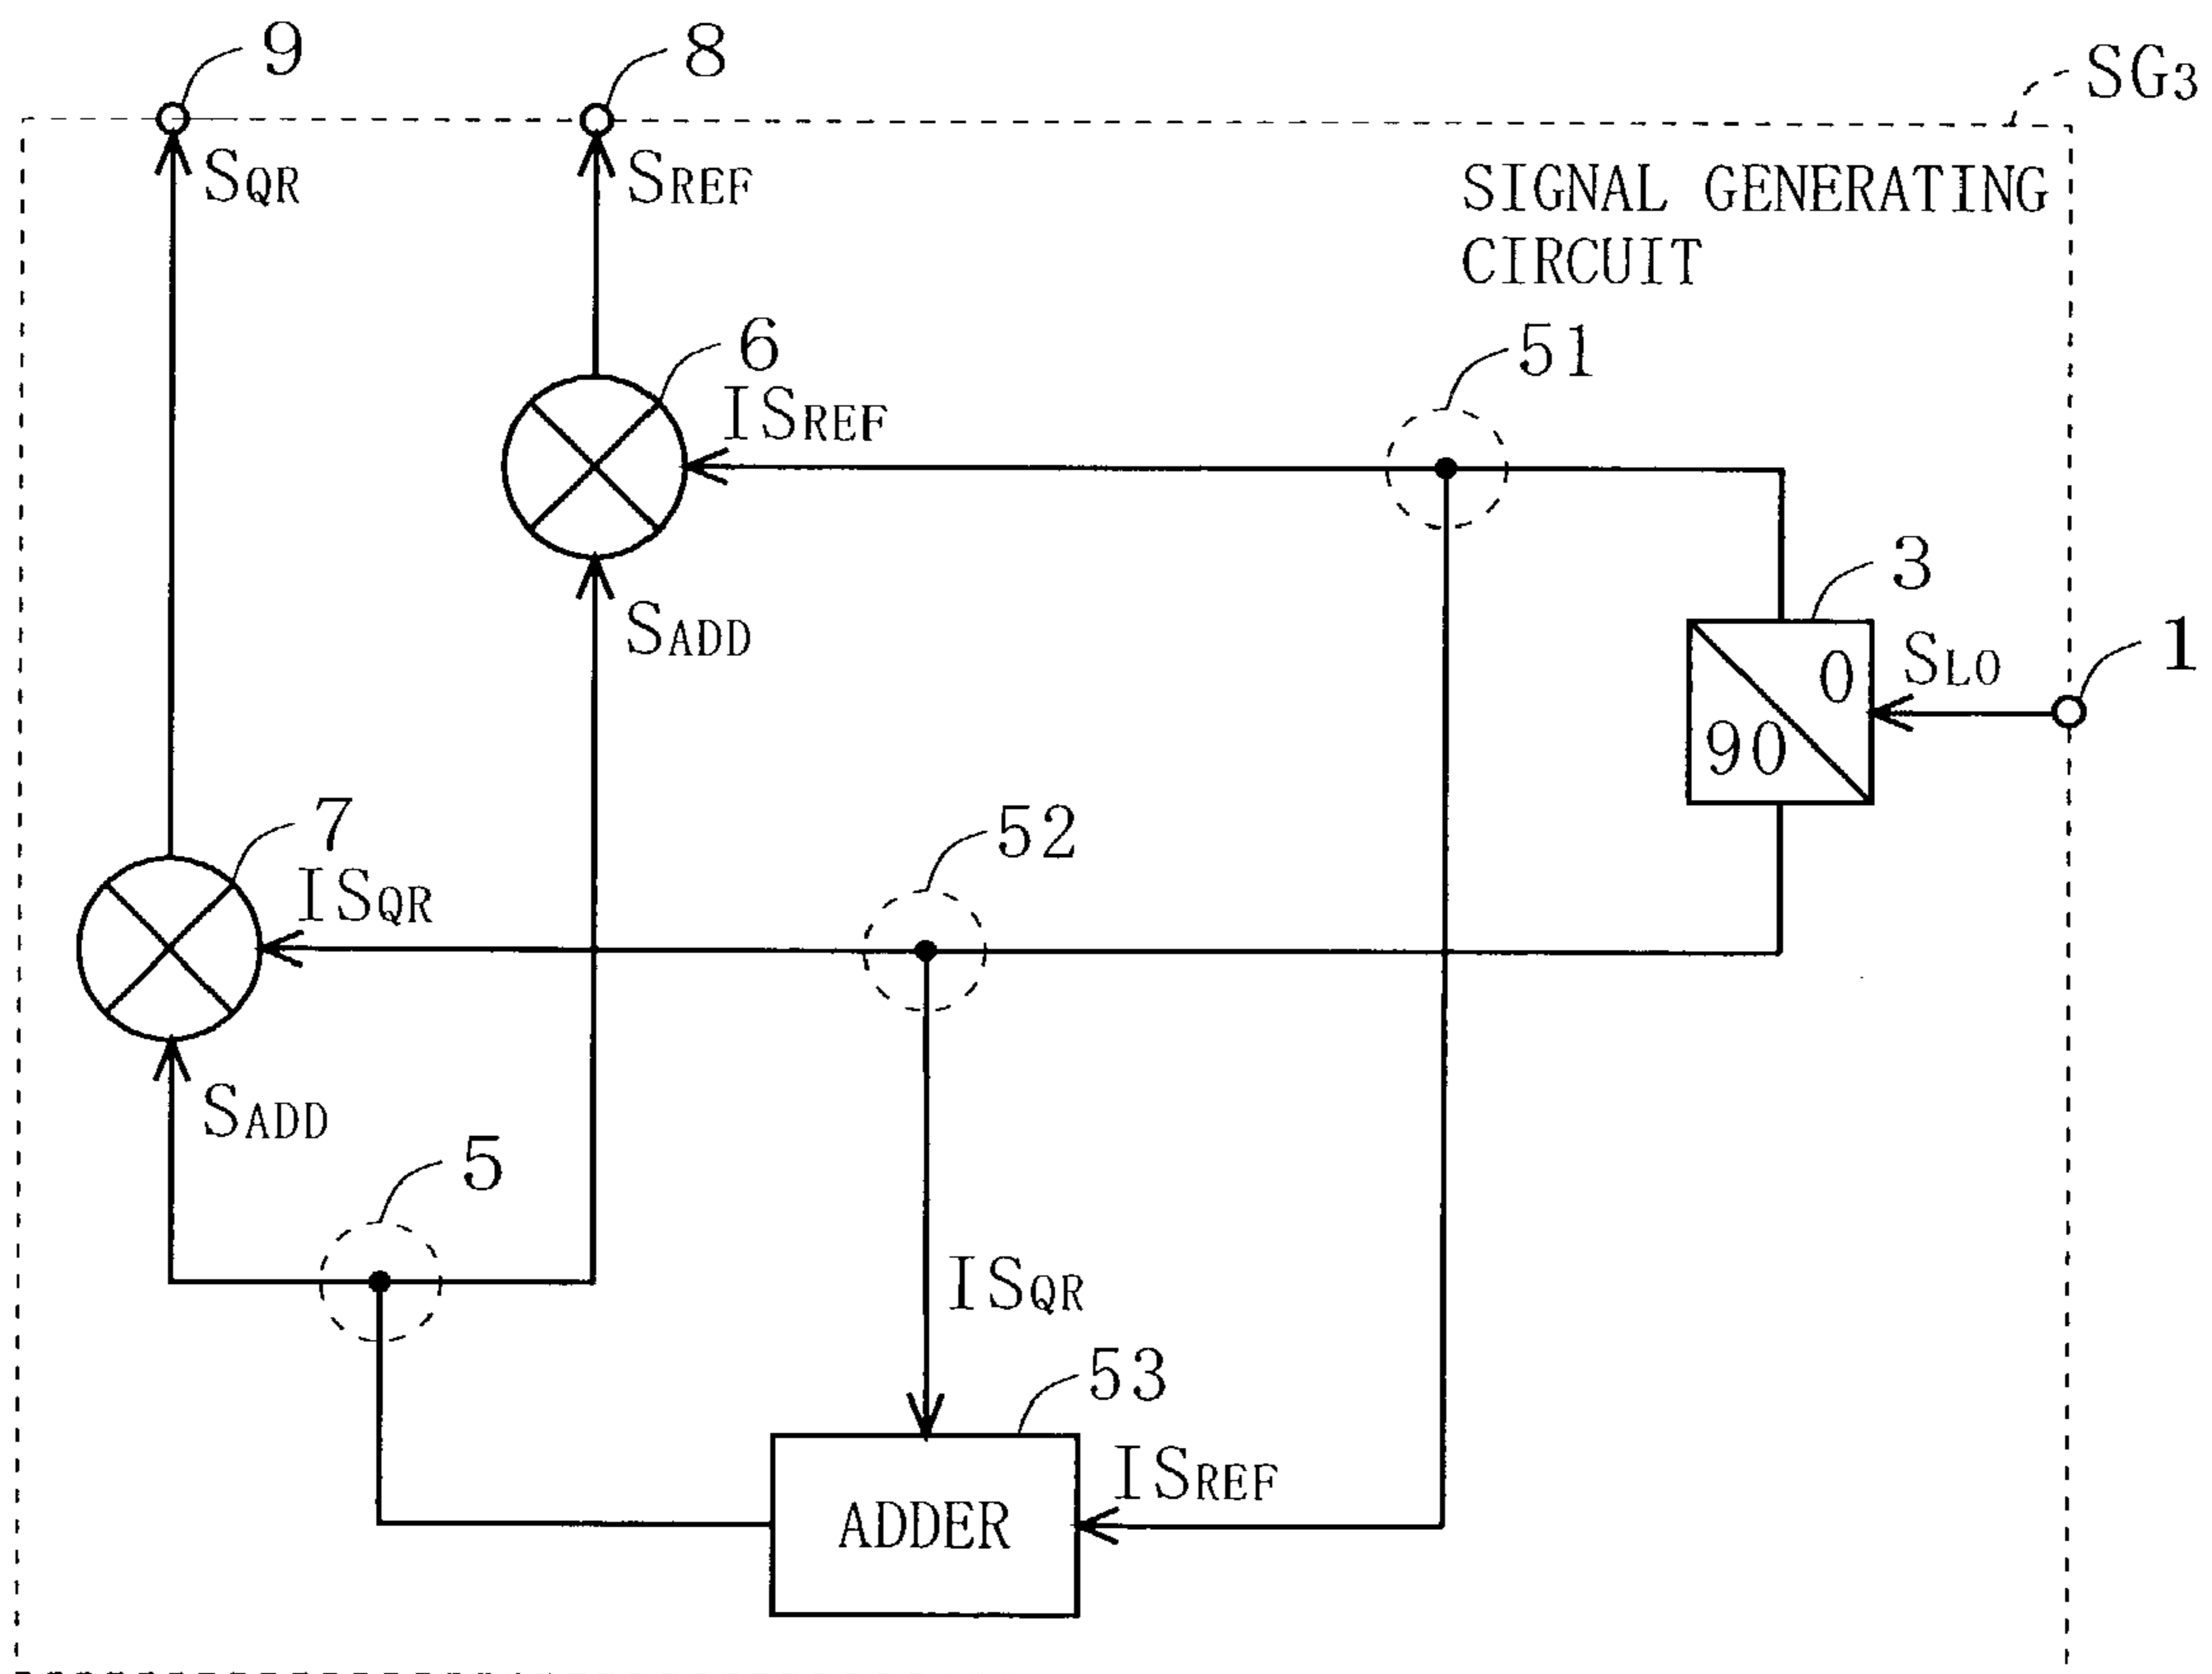 9
8
SG3
SQR
SREF
SIGNAL GENERATING
CIRCUIT
6
51
ISREF
3
SADD
SLO
1
0
90
7
52
ISQR
SADD
5
ISQR
53
ISREF
ADDER